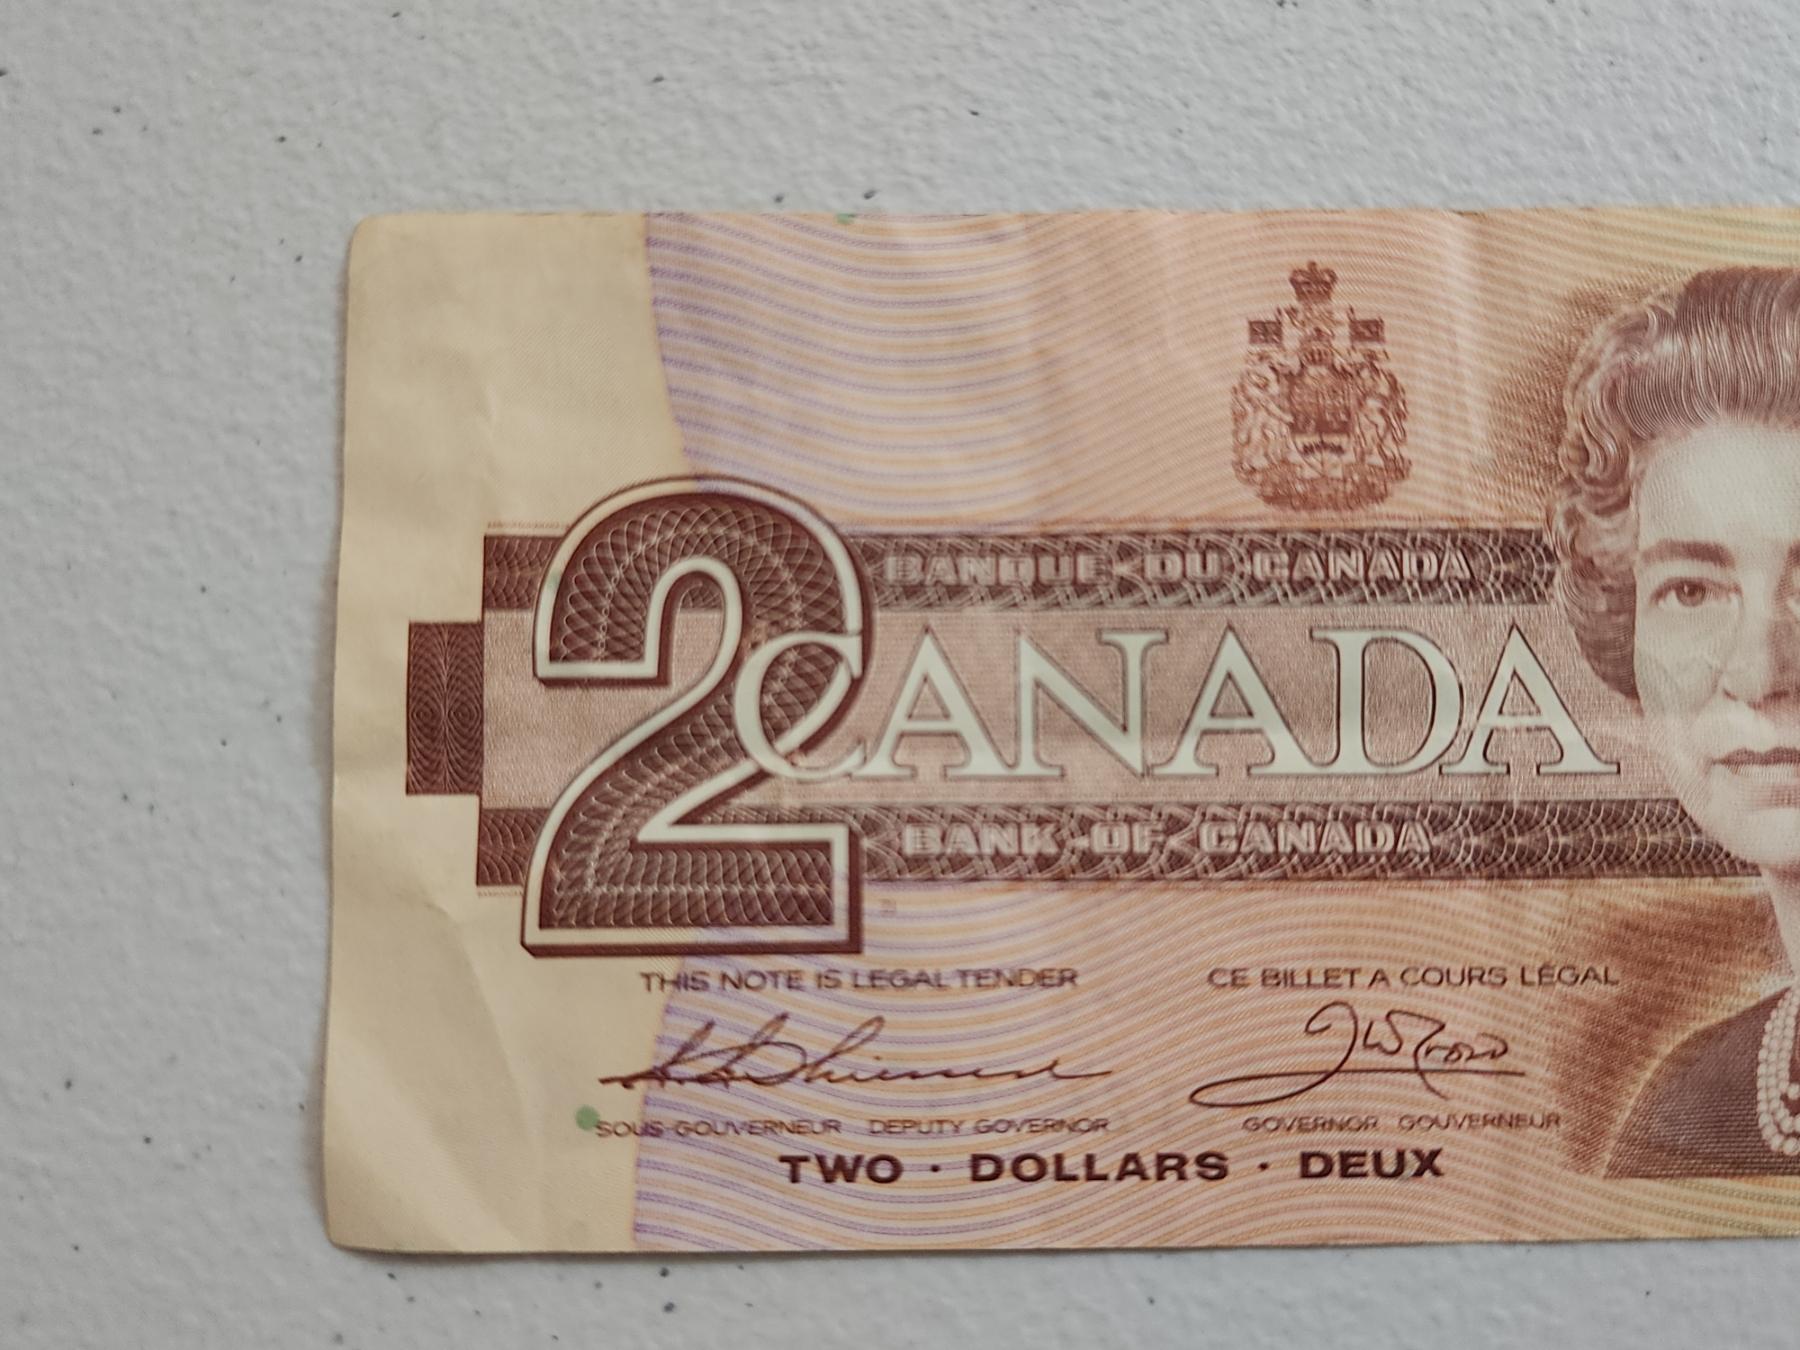 BANQUE DU CANADA
2 CANADA
BANK OF CANADA
THIS NOTE IS LEGAL TENDER
CE BILLET A COURS LÉGAL
SOUS-GOUVERNEUR DEPUTY GOVERNOR
GOVERNOR GOUVERNEUR
TWO · DOLLARS · DEUX